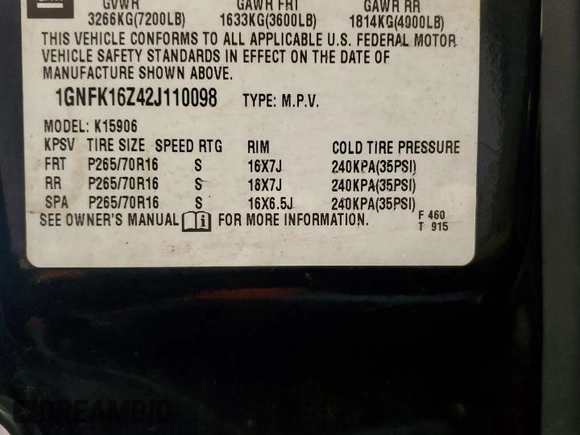 GVWR GAWR FRT GAWR RR
3266KG(7200LB) 1633KG(3600LB) 1814KG(4000LB)
THIS VEHICLE CONFORMS TO ALL APPLICABLE U.S. FEDERAL MOTOR
VEHICLE SAFETY STANDARDS IN EFFECT ON THE DATE OF
MANUFACTURE SHOWN ABOVE.
1GNFK16Z42J110098 TYPE: M.P.V.
MODEL: K15906
KPSV TIRE SIZE SPEED RTG RIM COLD TIRE PRESSURE
FRT P265/70R16 S 16X7J 240KPA(35PSI)
RR P265/70R16 S 16X7J 240KPA(35PSI)
SPA P265/70R16 S 16X6.5J 240KPA(35PSI)
SEE OWNER'S MANUAL FOR MORE INFORMATION.
F 460
T 915
DREAMBID